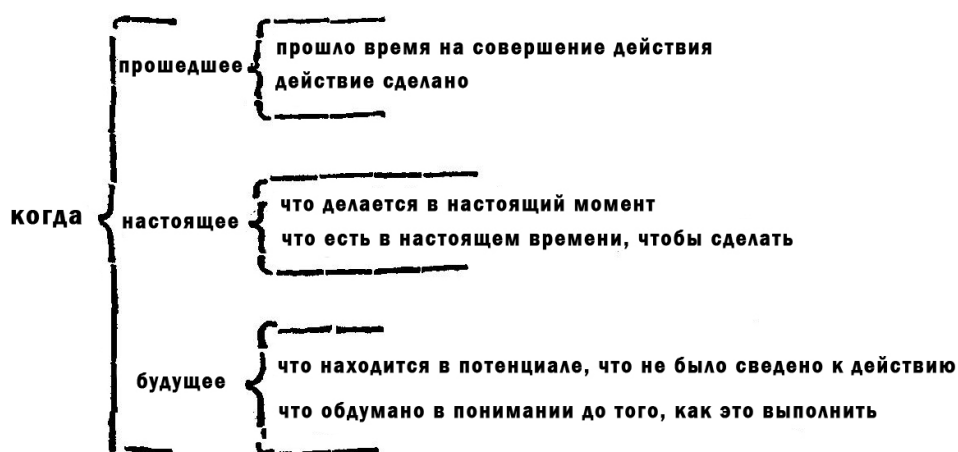 когда
прошедшее
прошло время на совершение действия
действие сделано
настоящее
что делается в настоящий момент
что есть в настоящем времени, чтобы сделать
будущее
что находится в потенциале, что не было сведено к действию
что обдумано в понимании до того, как это выполнить